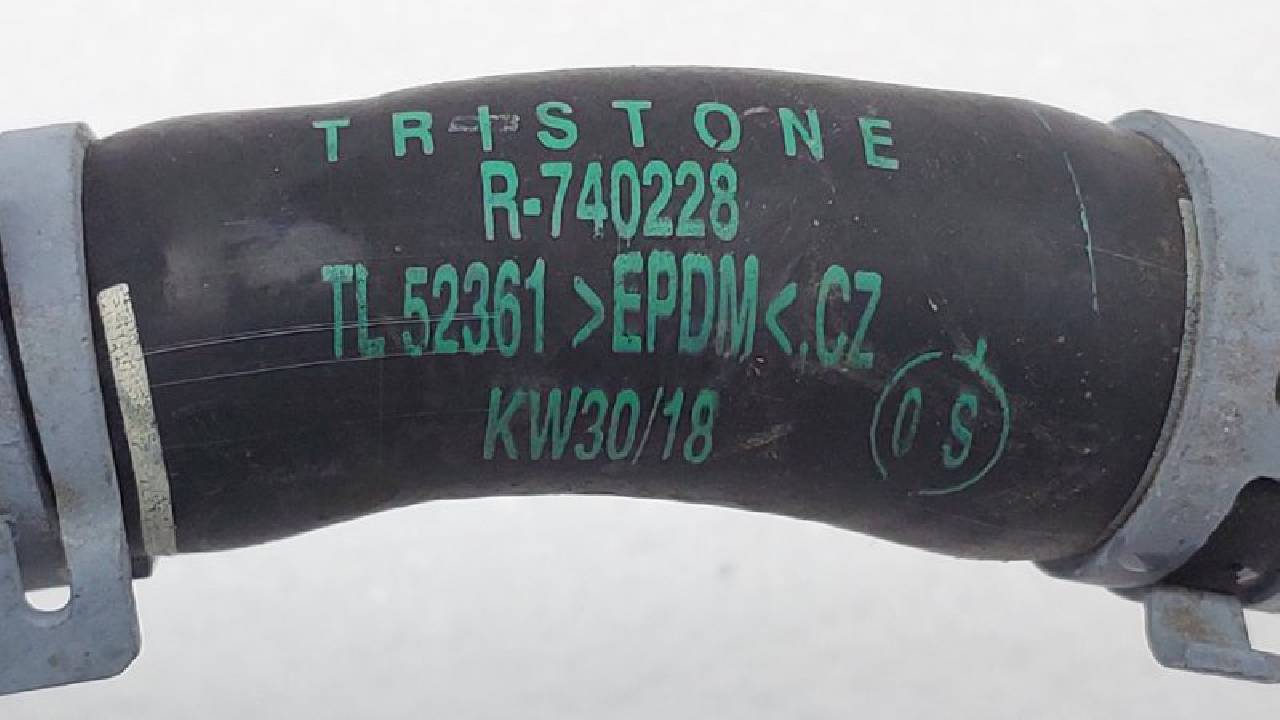 TRISTONE
R-740228
TL 52361 >EPDM<.CZ
KW30/18
0 S